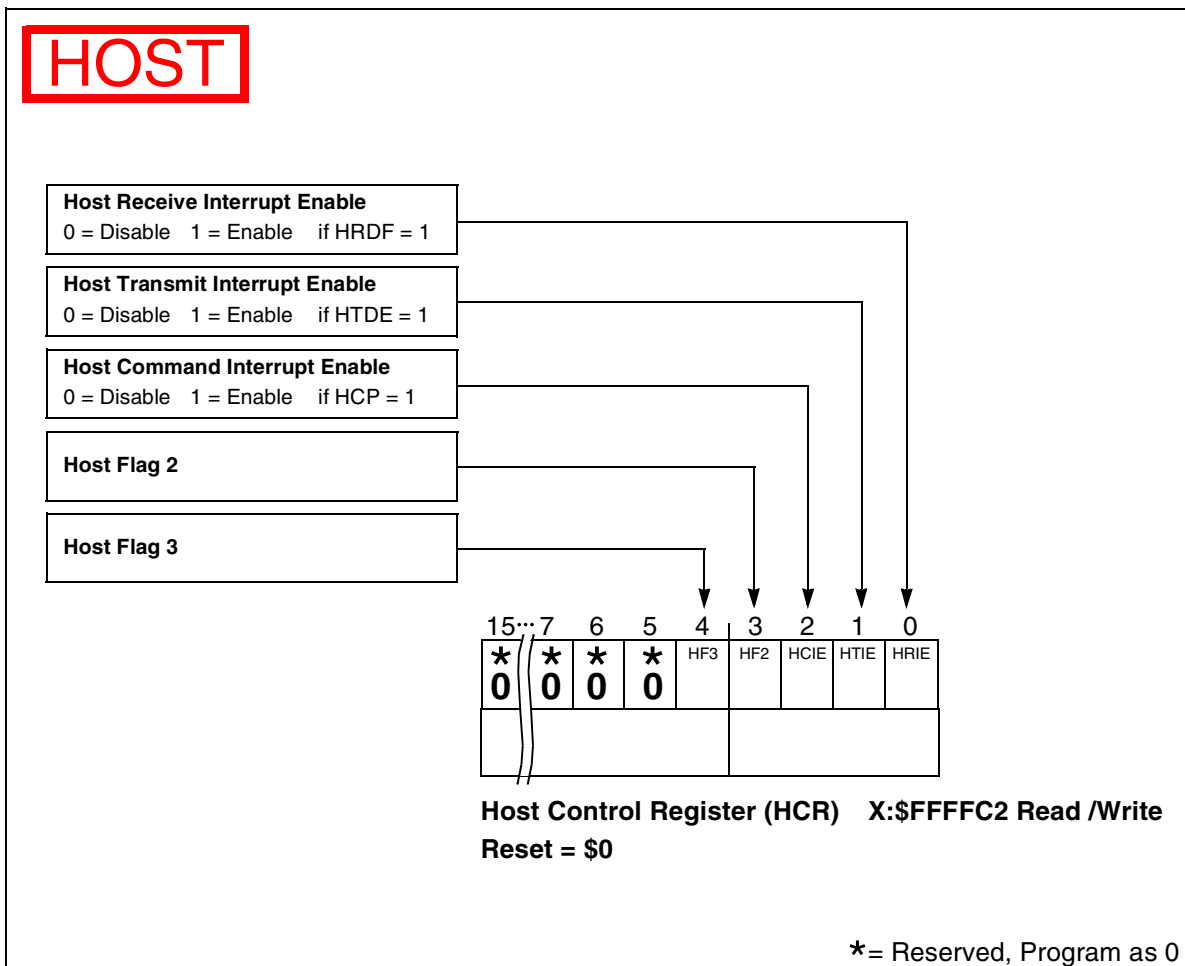 HOST
Host Receive Interrupt Enable
0 = Disable 1 = Enable if HRDF = 1
Host Transmit Interrupt Enable
0 = Disable 1 = Enable if HTDE = 1
Host Command Interrupt Enable
0 = Disable 1 = Enable if HCP = 1
Host Flag 2
Host Flag 3
15 ··· 7 6 5 4 3 2 1 0
* * * * HF3 HF2 HCIE HTIE HRIE
0 0 0 0
Host Control Register (HCR) X:$FFFFC2 Read /Write
Reset = $0
* = Reserved, Program as 0